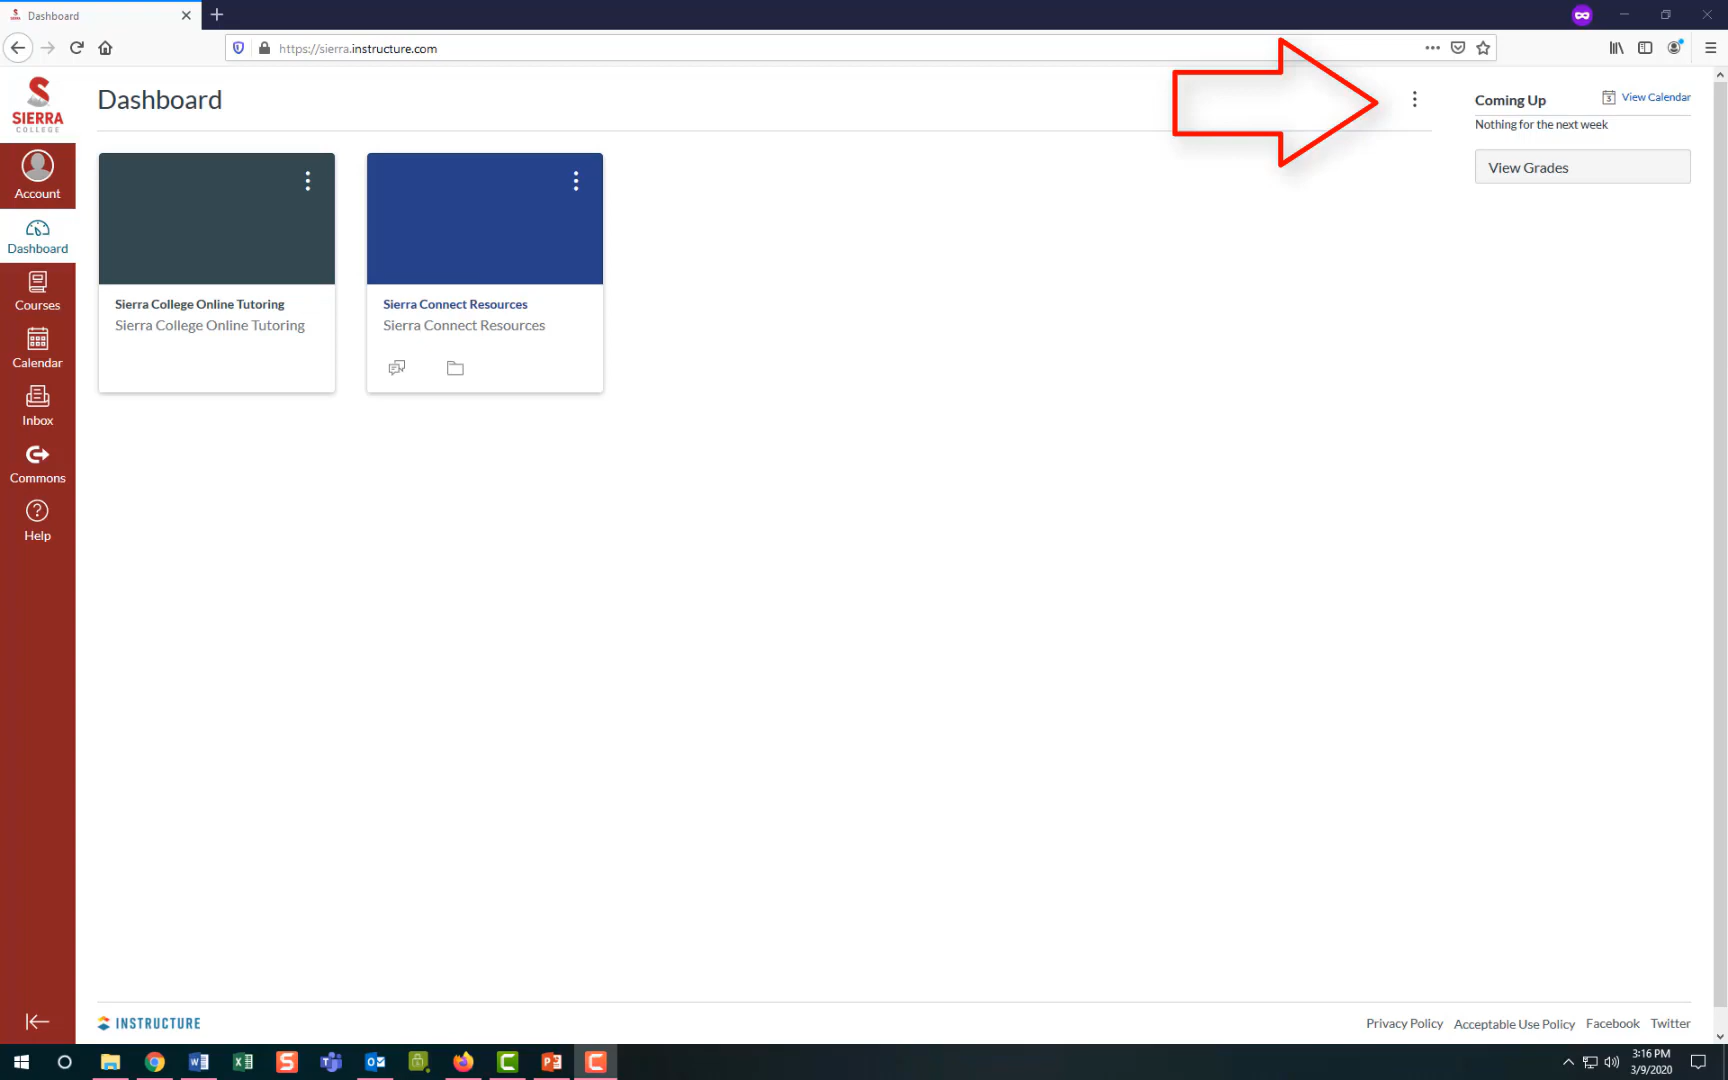 Dashboard
https://sierra.instructure.com
SIERRA
COLLEGE
Dashboard
Coming Up
3
View Calendar
Nothing for the next week
View Grades
Account
Dashboard
Courses
Calendar
Inbox
Commons
Help
Sierra College Online Tutoring
Sierra College Online Tutoring
Sierra Connect Resources
Sierra Connect Resources
INSTRUCTURE
Privacy Policy Acceptable Use Policy Facebook Twitter
3:16 PM
3/9/2020